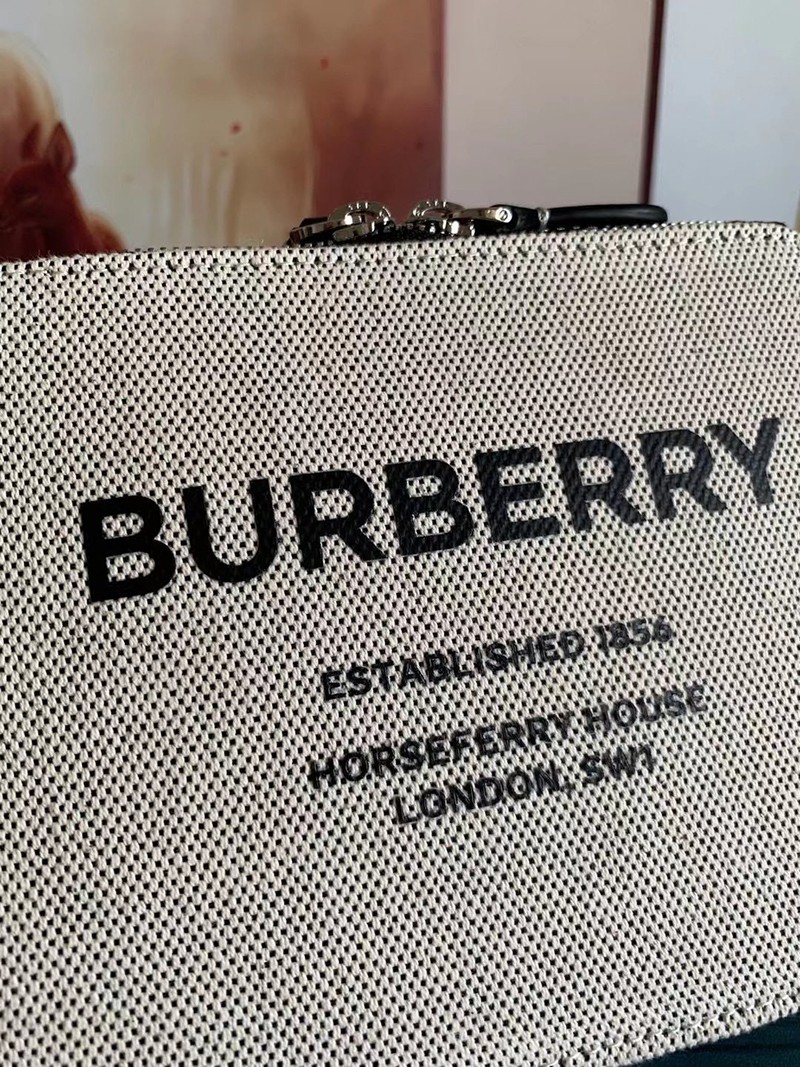 BURBERRY
ESTABLISHED 1856
HORSEFERRY HOUSE
LONDON, SW1